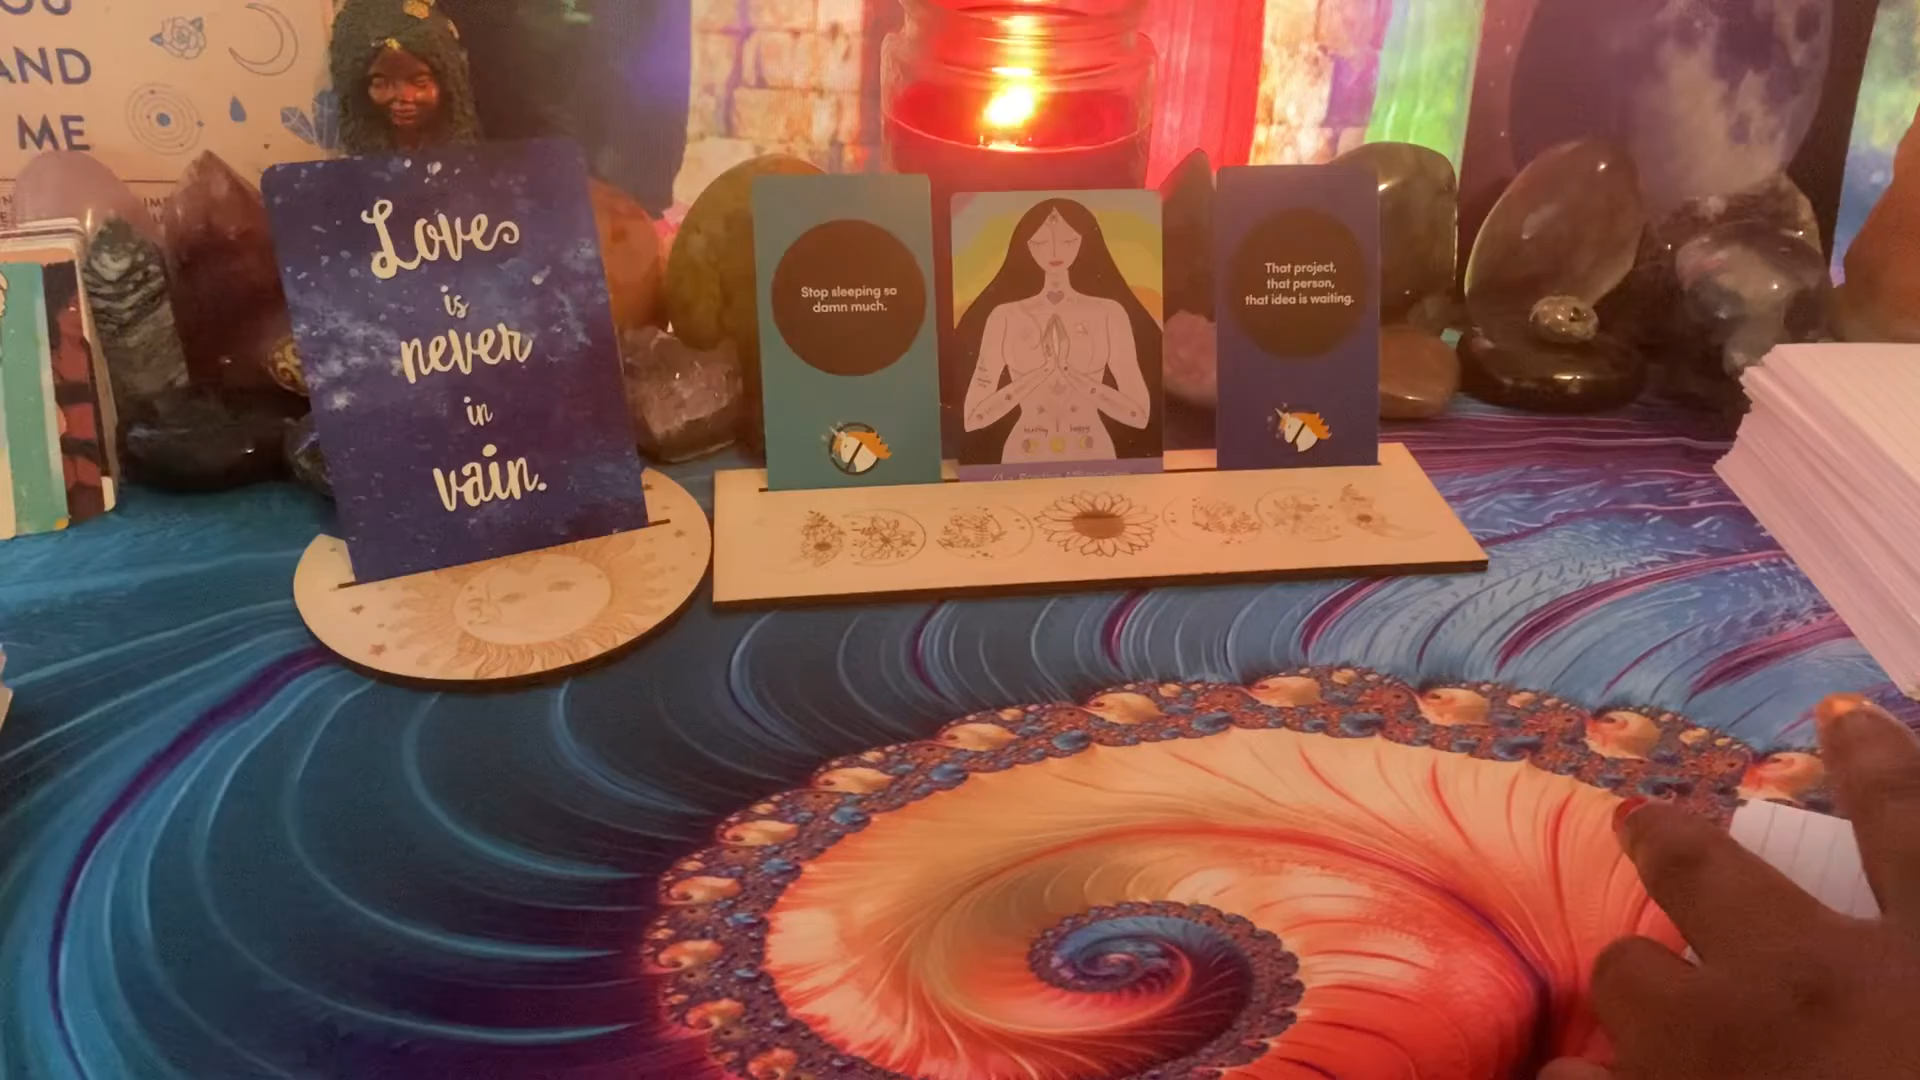 AND
ME
Love
is
never
in
vain.
Stop sleeping so
damn much.
That project,
that person,
that idea is waiting.